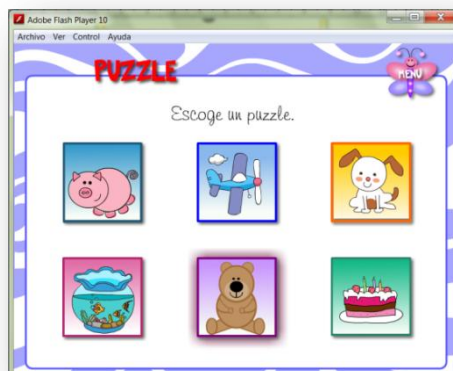 Adobe Flash Player 10
Archivo Ver Control Ayuda
PUZZLE
MENU
Escoge un puzzle.